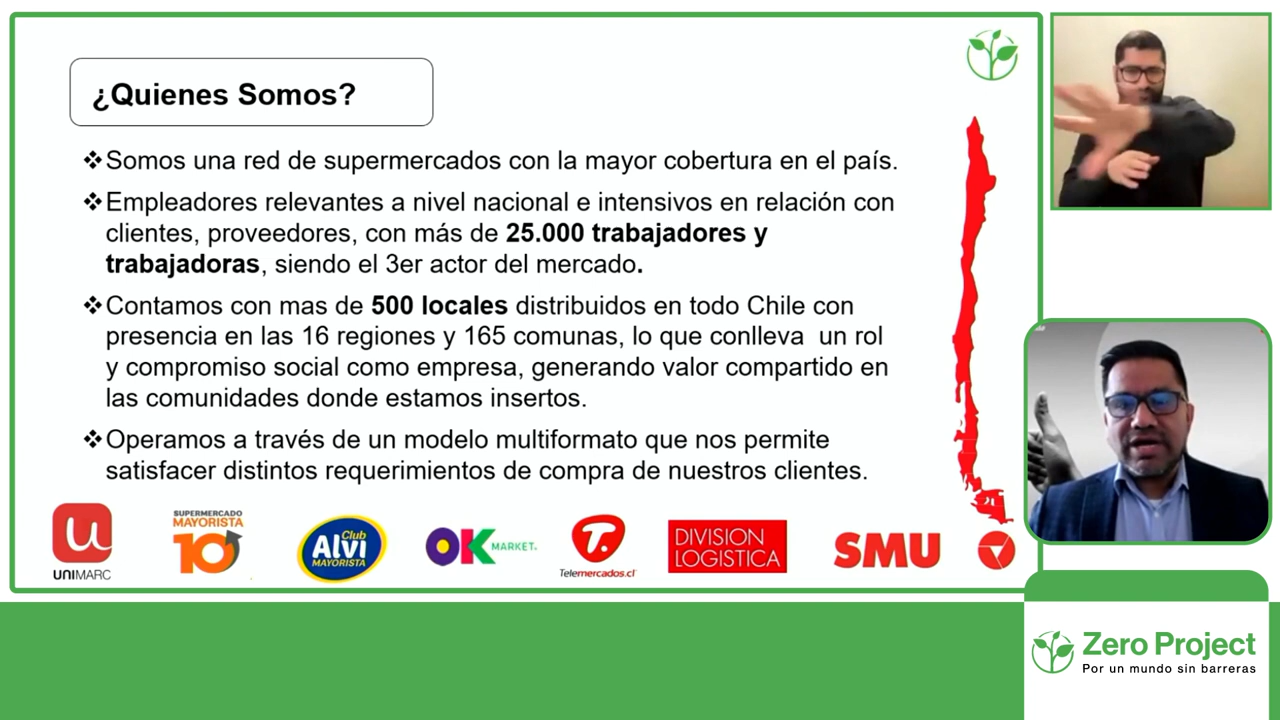 ¿Quienes Somos?
❖Somos una red de supermercados con la mayor cobertura en el país.
❖Empleadores relevantes a nivel nacional e intensivos en relación con
clientes, proveedores, con más de 25.000 trabajadores y
trabajadoras, siendo el 3er actor del mercado.
❖Contamos con mas de 500 locales distribuidos en todo Chile con
presencia en las 16 regiones y 165 comunas, lo que conlleva  un rol
y compromiso social como empresa, generando valor compartido en
las comunidades donde estamos insertos.
❖Operamos a través de un modelo multiformato que nos permite
satisfacer distintos requerimientos de compra de nuestros clientes.
u
UNIMARC
SUPERMERCADO
MAYORISTA
10
Club
ALVI
MAYORISTA
OK MARKET.
T.
Telemercados.cl
DIVISION
LOGISTICA
SMU
Zero Project
Por un mundo sin barreras